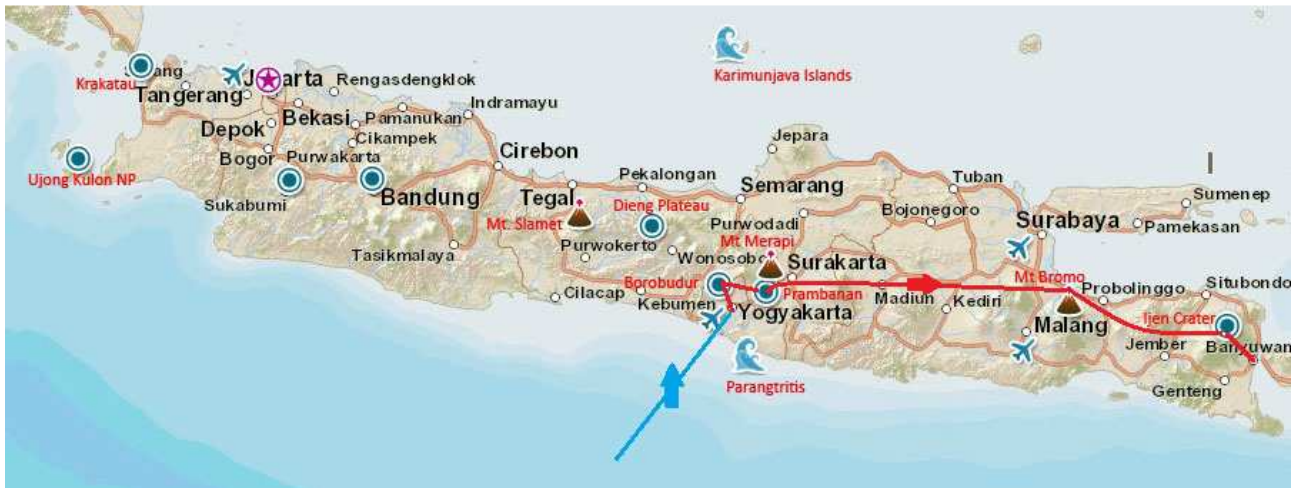 Serang
Jakarta
Rengasdengklok
Krakatau
Tangerang
Bekasi
Pamanukan
Indramayu
Depok
Cikampek
Bogor
Purwakarta
Cirebon
Ujong Kulon NP
Sukabumi
Bandung
Tasikmalaya
Karimunjava Islands
Jepara
Tegal
Pekalongan
Semarang
Tuban
Sumenep
Mt. Slamet
Dieng Plateau
Purwodadi
Bojonegoro
Surabaya
Pamekasan
Purwokerto
Wonosobo
Mt Merapi
Surakarta
Mt Bromo
Cilacap
Borobudur
Kebumen
Prambanan
Madiun
Kediri
Probolinggo
Situbondo
Yogyakarta
Malang
Ijen Crater
Jember
Banyuwan
Parangtritis
Genteng